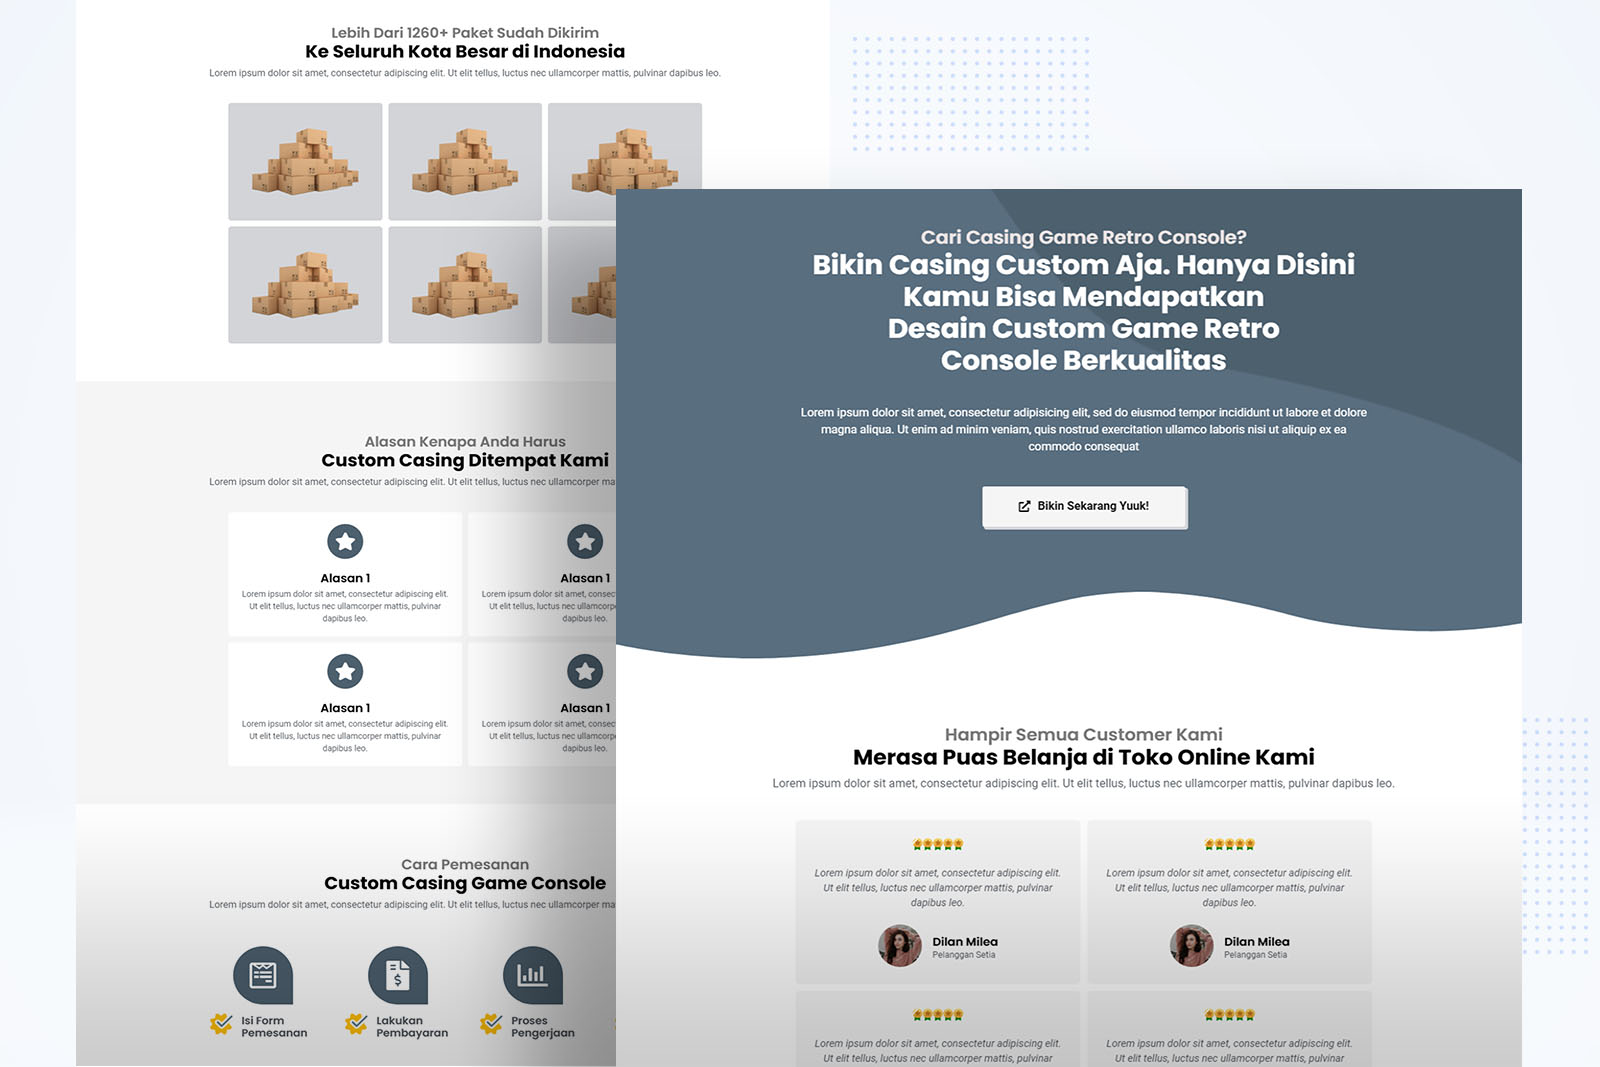 Lebih Dari 1260+ Paket Sudah Dikirim
Ke Seluruh Kota Besar di Indonesia
Lorem ipsum dolor sit amet, consectetur adipiscing elit. Ut elit tellus, luctus nec ullamcorper mattis, pulvinar dapibus leo.
Alasan Kenapa Anda Harus
Custom Casing Ditempat Kami
Lorem ipsum dolor sit amet, consectetur adipiscing elit. Ut elit tellus, luctus nec ullamcorper
Alasan 1
Lorem ipsum dolor sit amet, consectetur adipiscing elit.
Ut elit tellus, luctus nec ullamcorper mattis, pulvinar
dapibus leo.
Alasan 1
Lorem ipsum dolor sit amet,
Ut elit tellus, luctus nec ullamcorper
dapibus leo.
Alasan 1
Lorem ipsum dolor sit amet, consectetur adipiscing elit.
Ut elit tellus, luctus nec ullamcorper mattis, pulvinar
dapibus leo.
Alasan 1
Lorem ipsum dolor sit amet,
Ut elit tellus, luctus nec ullamcorper
dapibus leo.
Cara Pemesanan
Custom Casing Game Console
Lorem ipsum dolor sit amet, consectetur adipiscing elit. Ut elit tellus, luctus nec ullamcorper
Isi Form
Pemesanan
Lakukan
Pembayaran
Proses
Pengerjaan
Cari Casing Game Retro Console?
Bikin Casing Custom Aja. Hanya Disini
Kamu Bisa Mendapatkan
Desain Custom Game Retro
Console Berkualitas
Lorem ipsum dolor sit amet, consectetur adipisicing elit, sed do eiusmod tempor incididunt ut labore et dolore
magna aliqua. Ut enim ad minim veniam, quis nostrud exercitation ullamco laboris nisi ut aliquip ex ea
commodo consequat
Bikin Sekarang Yuuk!
Hampir Semua Customer Kami
Merasa Puas Belanja di Toko Online Kami
Lorem ipsum dolor sit amet, consectetur adipiscing elit. Ut elit tellus, luctus nec ullamcorper mattis, pulvinar dapibus leo.
Lorem ipsum dolor sit amet, consectetur adipiscing elit.
Ut elit tellus, luctus nec ullamcorper mattis, pulvinar
dapibus leo.
Dilan Milea
Pelanggan Setia
Lorem ipsum dolor sit amet, consectetur adipiscing elit.
Ut elit tellus, luctus nec ullamcorper mattis, pulvinar
dapibus leo.
Dilan Milea
Pelanggan Setia
Lorem ipsum dolor sit amet, consectetur adipiscing elit.
Ut elit tellus, luctus nec ullamcorper mattis, pulvinar
Lorem ipsum dolor sit amet, consectetur adipiscing elit.
Ut elit tellus, luctus nec ullamcorper mattis, pulvinar